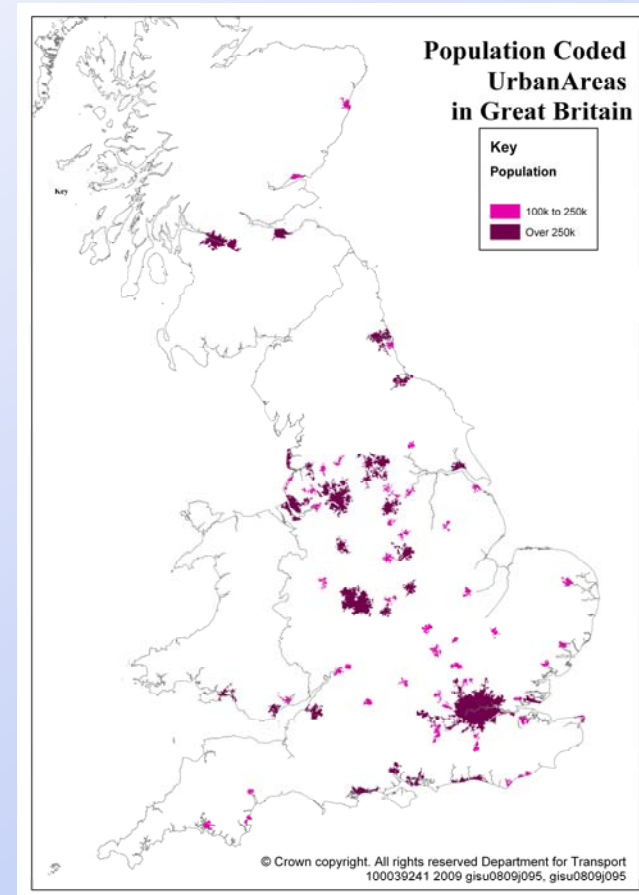 Population Coded
UrbanAreas
in Great Britain
Key
Population
100k to 250k
Over 250k
Key
© Crown copyright. All rights reserved Department for Transport
100039241 2009 gisu0809j095, gisu0809j095